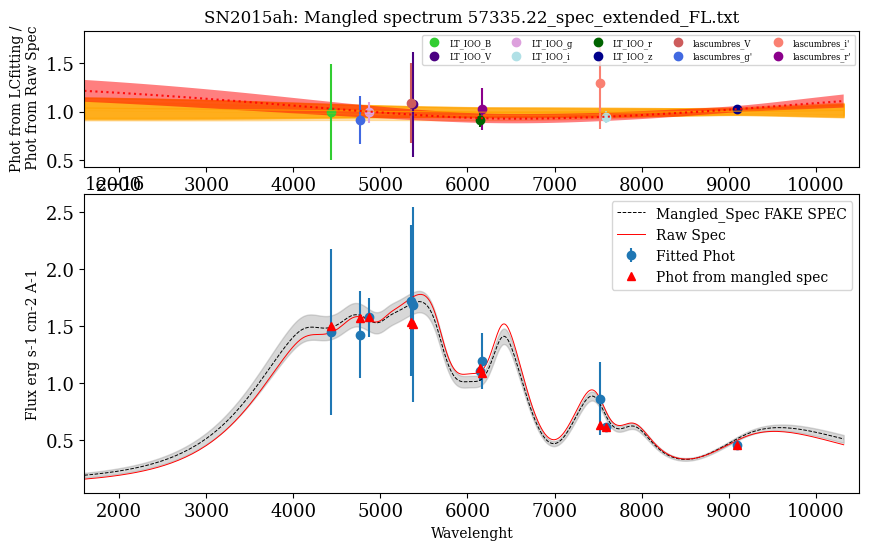 SN2015ah: Mangled spectrum 57335.22_spec_extended_FL.txt
Phot from LCfitting /
Phot from Raw Spec
LT_IOO_B LT_IOO_g LT_IOO_r lascumbres_V lascumbres_i'
LT_IOO_V LT_IOO_i LT_IOO_z lascumbres_g' lascumbres_r'
1.5
1.0
0.5
2000 3000 4000 5000 6000 7000 8000 9000 10000
1e−16
Flux erg s-1 cm-2 A-1
Mangled_Spec FAKE SPEC
Raw Spec
Fitted Phot
Phot from mangled spec
2.5
2.0
1.5
1.0
0.5
2000 3000 4000 5000 6000 7000 8000 9000 10000
Wavelenght